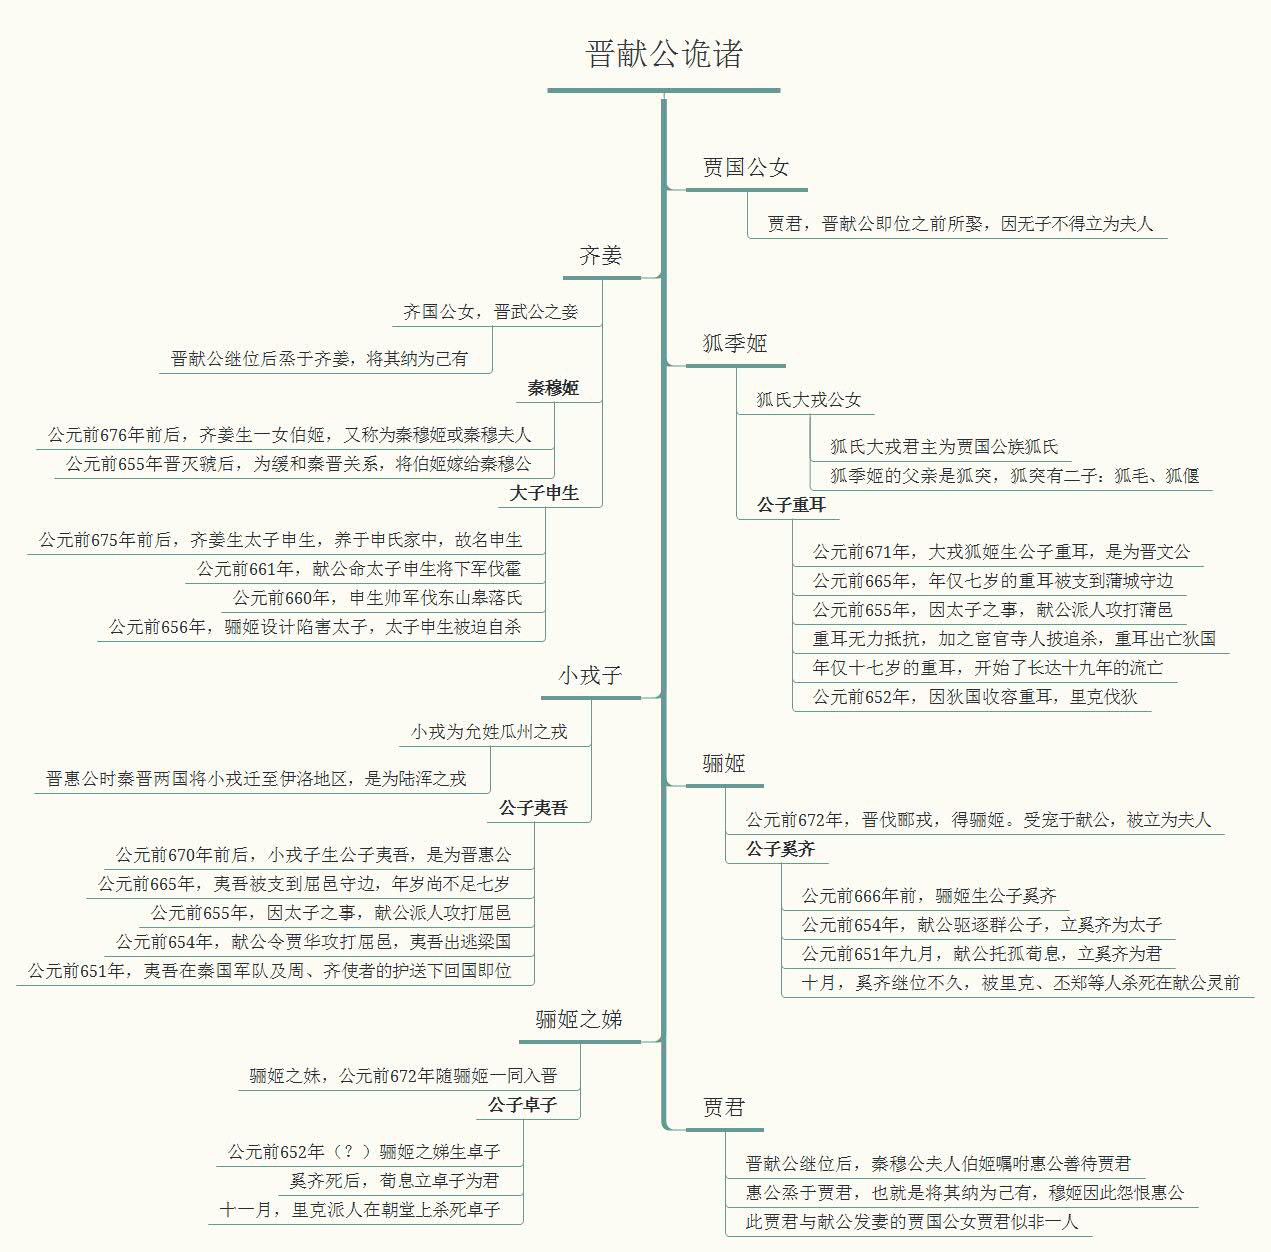 晋献公诡诸
贾国公女
贾君，晋献公即位之前所娶，因无子不得立为夫人
齐姜
齐国公女，晋武公之妾
晋献公继位后烝于齐姜，将其纳为己有
秦穆姬
公元前676年前后，齐姜生一女伯姬，又称为秦穆姬或秦穆夫人
公元前655年晋灭虢后，为缓和秦晋关系，将伯姬嫁给秦穆公
大子申生
公元前675年前后，齐姜生太子申生，养于申氏家中，故名申生
公元前661年，献公命太子申生将下军伐霍
公元前660年，申生帅军伐东山皋落氏
公元前656年，骊姬设计陷害太子，太子申生被迫自杀
狐季姬
狐氏大戎公女
狐氏大戎君主为贾国公族狐氏
狐季姬的父亲是狐突，狐突有二子：狐毛、狐偃
公子重耳
公元前671年，大戎狐姬生公子重耳，是为晋文公
公元前665年，年仅七岁的重耳被支到蒲城守边
公元前655年，因太子之事，献公派人攻打蒲邑
重耳无力抵抗，加之宦官寺人披追杀，重耳出亡狄国
年仅十七岁的重耳，开始了长达十九年的流亡
公元前652年，因狄国收容重耳，里克伐狄
小戎子
小戎为允姓瓜州之戎
晋惠公时秦晋两国将小戎迁至伊洛地区，是为陆浑之戎
公子夷吾
公元前670年前后，小戎子生公子夷吾，是为晋惠公
公元前665年，夷吾被支到屈邑守边，年岁尚不足七岁
公元前655年，因太子之事，献公派人攻打屈邑
公元前654年，献公令贾华攻打屈邑，夷吾出逃梁国
公元前651年，夷吾在秦国军队及周、齐使者的护送下回国即位
骊姬
公元前672年，晋伐郦戎，得骊姬。受宠于献公，被立为夫人
公子奚齐
公元前666年前，骊姬生公子奚齐
公元前654年，献公驱逐群公子，立奚齐为太子
公元前651年九月，献公托孤荀息，立奚齐为君
十月，奚齐继位不久，被里克、丕郑等人杀死在献公灵前
骊姬之娣
骊姬之妹，公元前672年随骊姬一同入晋
公子卓子
公元前652年（？）骊姬之娣生卓子
奚齐死后，荀息立卓子为君
十一月，里克派人在朝堂上杀死卓子
贾君
晋献公继位后，秦穆公夫人伯姬嘱咐惠公善待贾君
惠公烝于贾君，也就是将其纳为己有，穆姬因此怨恨惠公
此贾君与献公发妻的贾国公女贾君似非一人